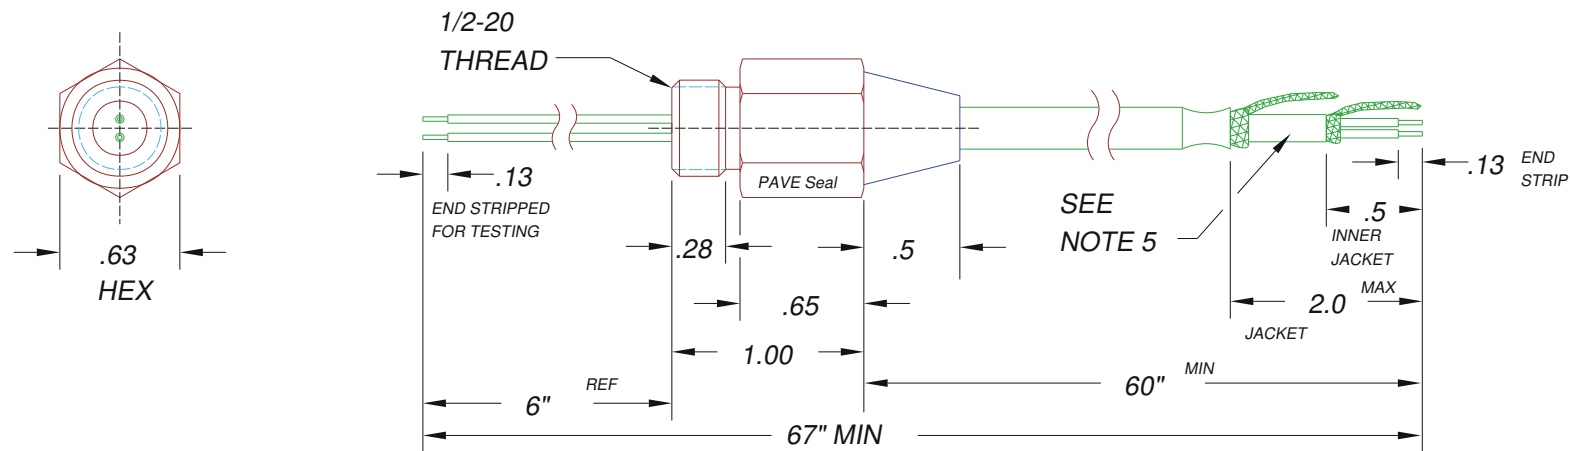 1/2-20
THREAD
.63
HEX
.13
END STRIPPED
FOR TESTING
PAVE Seal
.28
.5
.65
1.00
SEE
NOTE 5
.13 END
STRIP
.5
INNER
JACKET
2.0 MAX
JACKET
6" REF
60" MIN
67" MIN